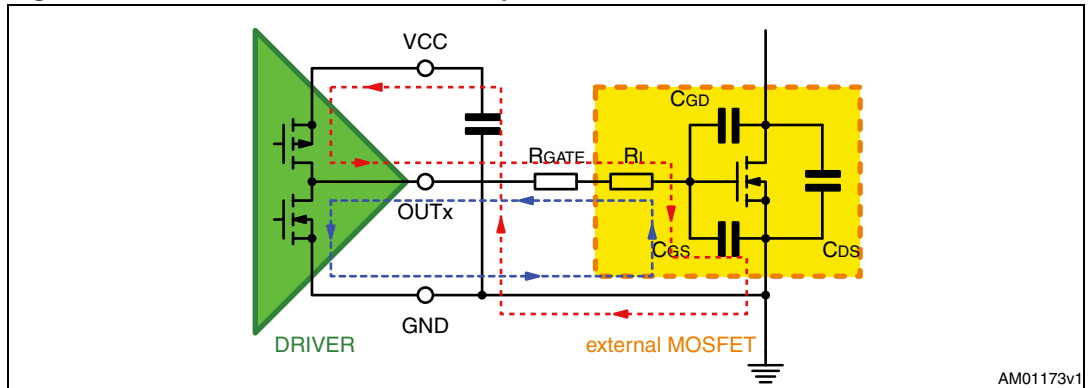 VCC
CGD
RGATE
RI
OUTx
CGS
CDS
GND
DRIVER
external MOSFET
AM01173v1